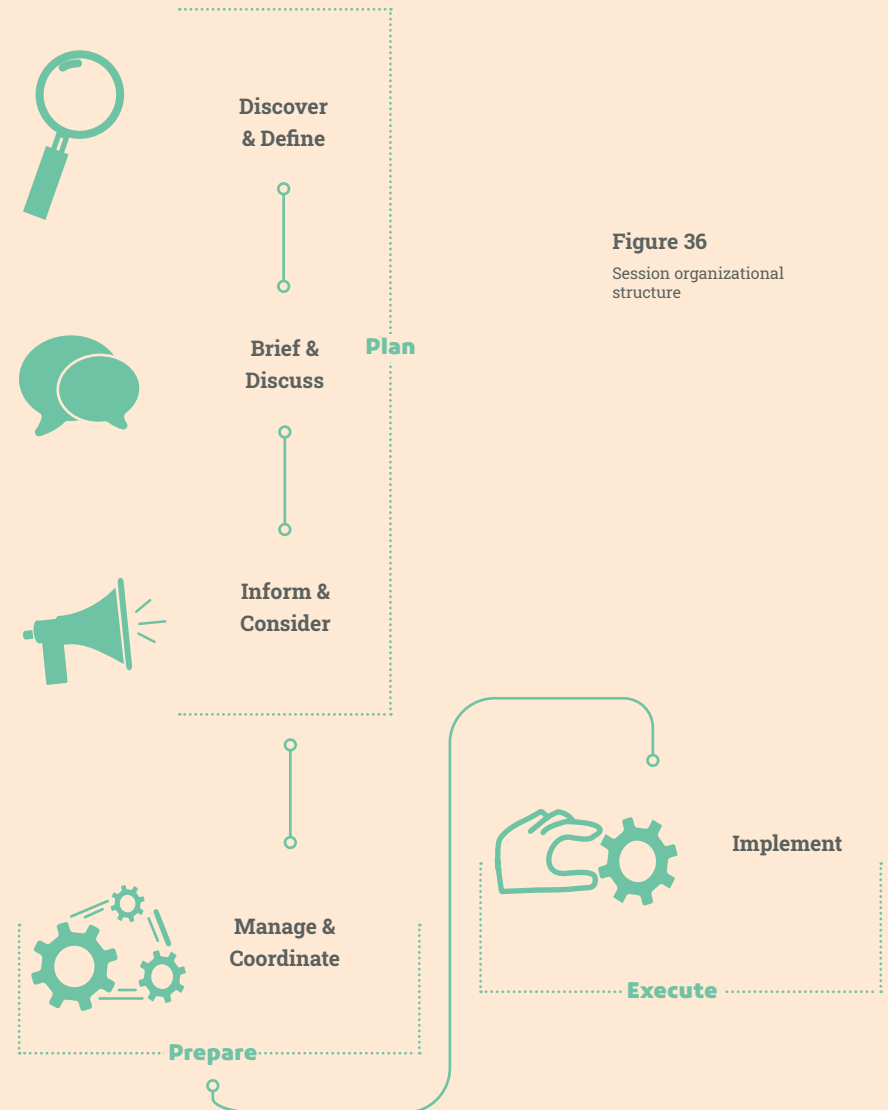 Discover
& Define
Figure 36
Session organizational
structure
Brief &
Discuss
Plan
Inform &
Consider
Manage &
Coordinate
Prepare
Implement
Execute